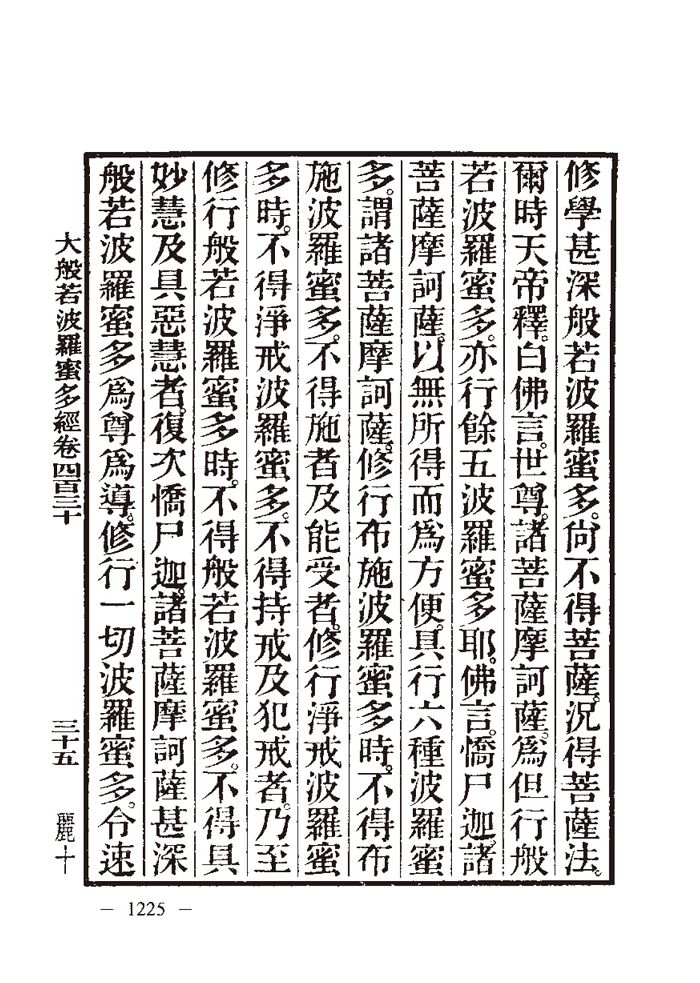 修學甚深般若波羅蜜多。尙不得菩薩。況得菩薩法。
爾時天帝釋。白佛言。世尊。諸菩薩摩訶薩。爲但行般
若波羅蜜多。亦行餘五波羅蜜多耶。佛言。憍尸迦。諸
菩薩摩訶薩。以無所得而爲方便。具行六種波羅蜜
多。謂諸菩薩摩訶薩。修行布施波羅蜜多時。不得布
施波羅蜜多。不得施者及能受者。修行淨戒波羅蜜
多時。不得淨戒波羅蜜多。不得持戒及犯戒者。乃至
修行般若波羅蜜多時。不得般若波羅蜜多。不得具
妙慧及具惡慧者。復次憍尸迦。諸菩薩摩訶薩甚深
般若波羅蜜多爲尊爲導。修行一切波羅蜜多。令速
大般若波羅蜜多經卷四百三十 三十五 麗十
— 1225 —